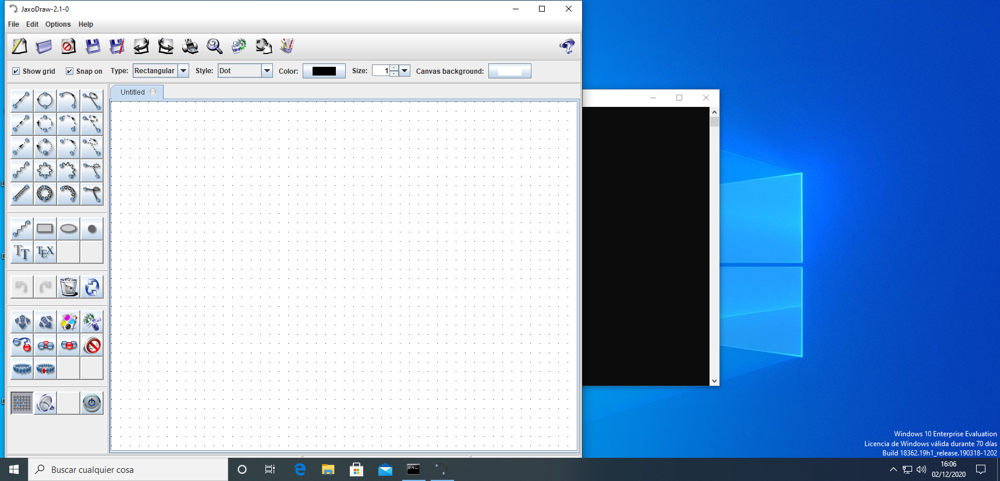 JaxoDraw-2.1-0
File Edit Options Help
Show grid Snap on Type: Rectangular Style: Dot Color: Size: 1 Canvas background:
Untitled
TT TEX
Windows 10 Enterprise Evaluation
Licencia de Windows válida durante 70 días
Build 18362.19h1_release.190318-1202
Buscar cualquier cosa
16:06
02/12/2020